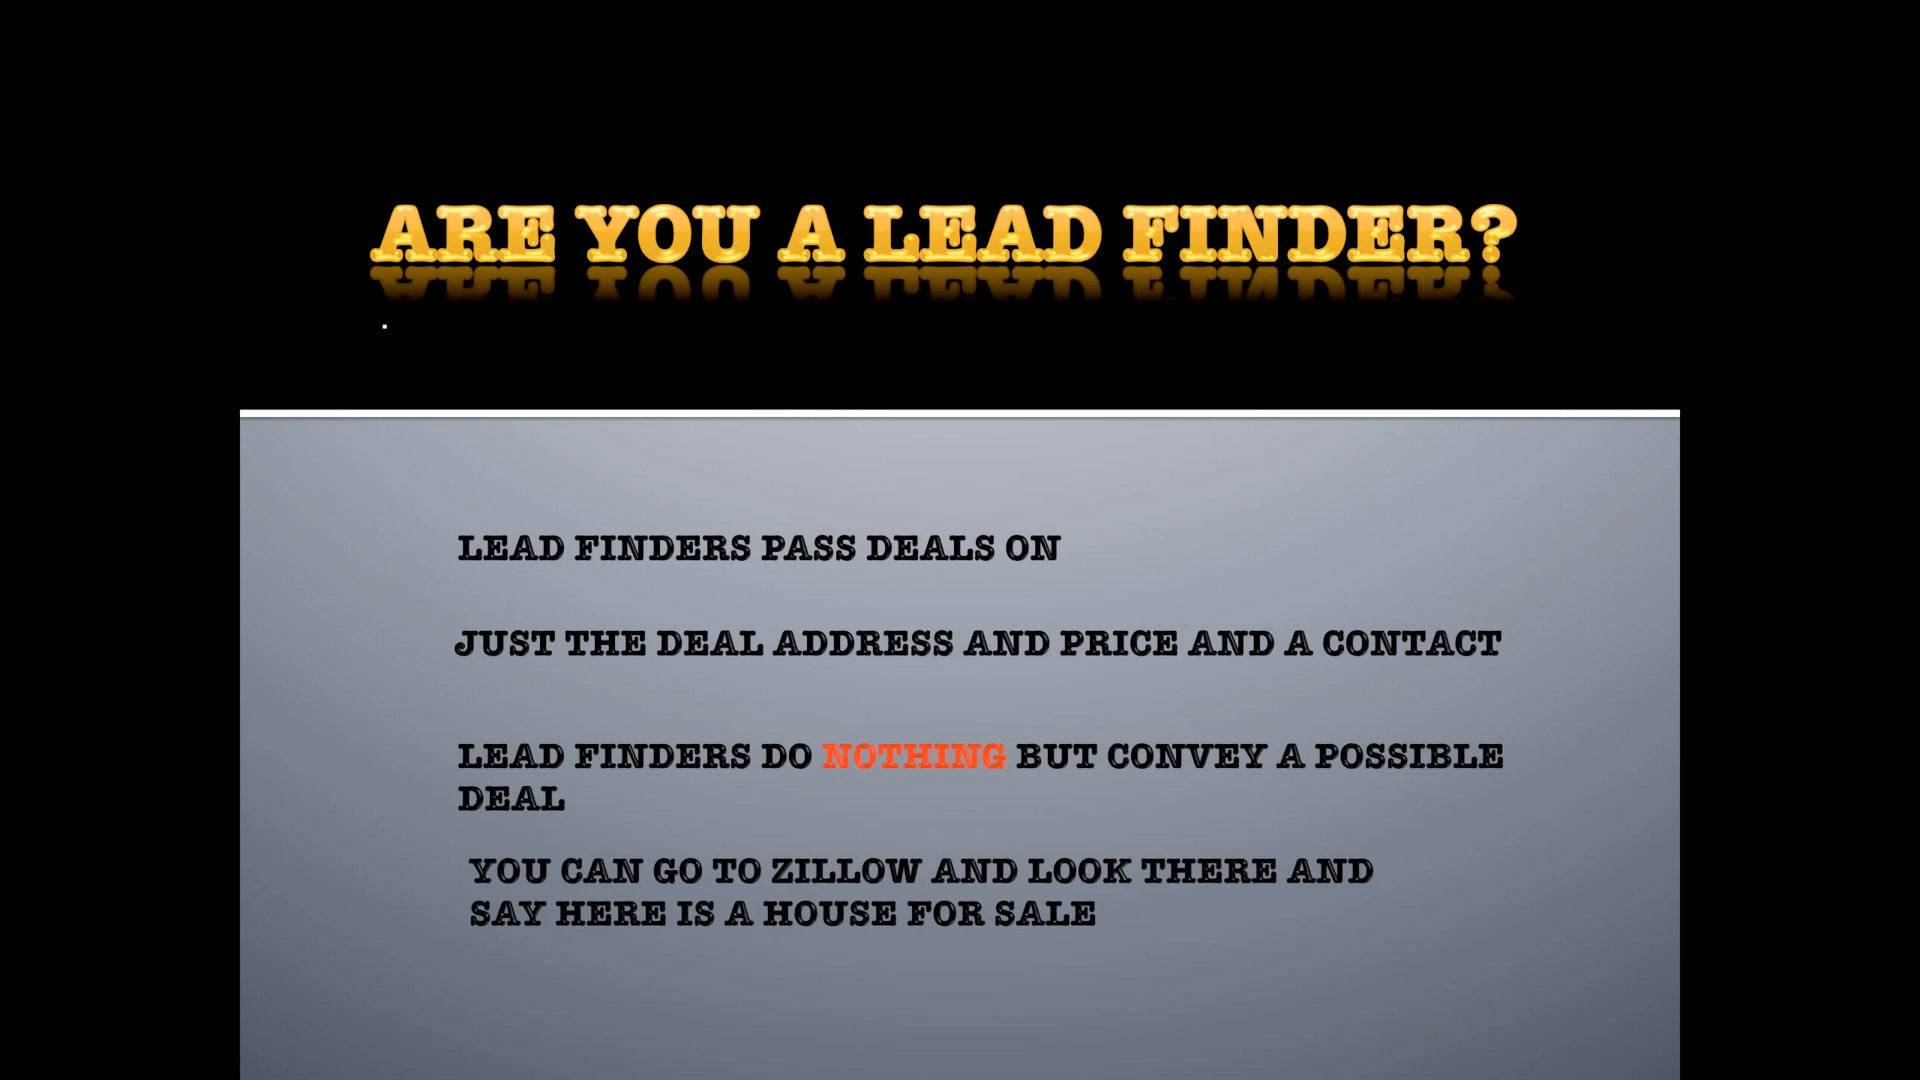 ARE YOU A LEAD FINDER?
.
LEAD FINDERS PASS DEALS ON
JUST THE DEAL ADDRESS AND PRICE AND A CONTACT
LEAD FINDERS DO NOTHING BUT CONVEY A POSSIBLE
DEAL
YOU CAN GO TO ZILLOW AND LOOK THERE AND
SAY HERE IS A HOUSE FOR SALE